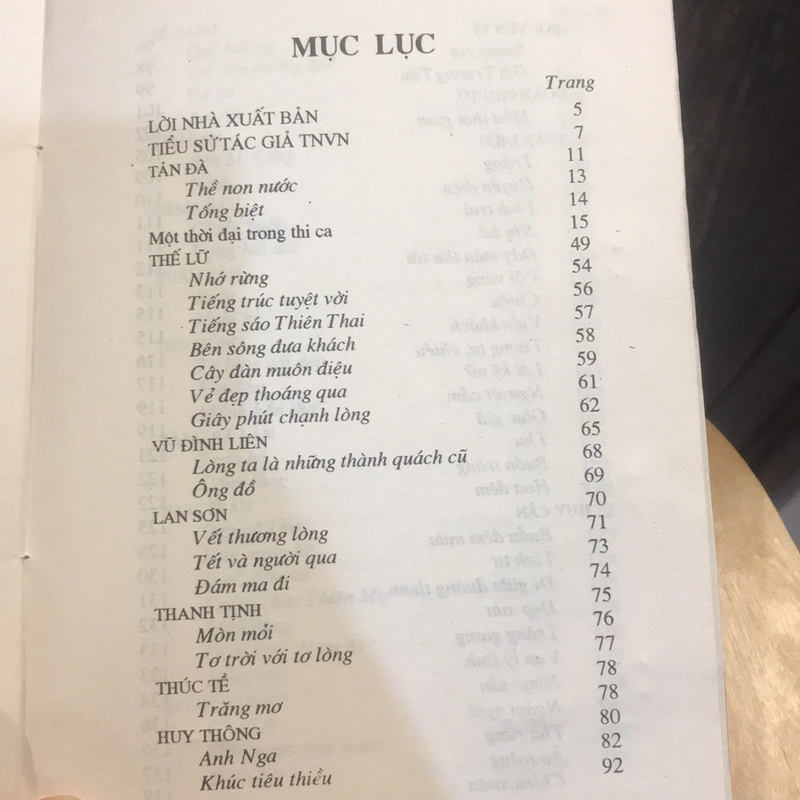 MỤC LỤC
Trang
LỜI NHÀ XUẤT BẢN 5
TIỂU SỬ TÁC GIẢ TNVN 7
TẢN ĐÀ 11
Thề non nước 13
Tống biệt 14
Một thời đại trong thi ca 15
THẾ LỮ 49
Nhớ rừng 54
Tiếng trúc tuyệt vời 56
Tiếng sáo Thiên Thai 57
Bên sông đưa khách 58
Cây đàn muôn điệu 59
Vẻ đẹp thoáng qua 61
Giây phút chạnh lòng 62
VŨ ĐÌNH LIÊN 65
Lòng ta là những thành quách cũ 68
Ông đồ 69
LAN SƠN 70
Vết thương lòng 71
Tết và người qua 73
Đám ma đi 74
THANH TỊNH 75
Mòn mỏi 76
Tơ trời với tơ lòng 77
THÚC TỀ 78
Trăng mơ 78
HUY THÔNG 80
Anh Nga 82
Khúc tiêu thiều 92